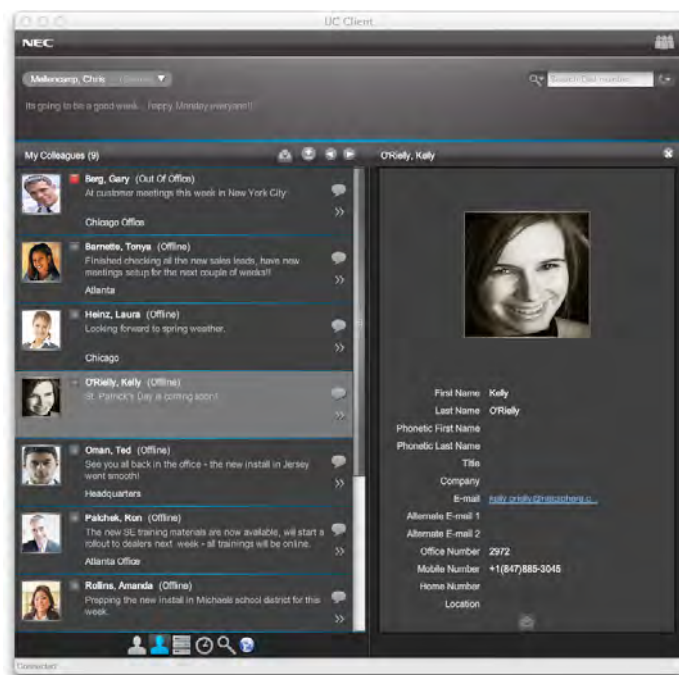 UC Client
NEC
Mellencamp, Chris
Its going to be a good week... happy Monday everyone!!
My Colleagues (9)
O'Rielly, Kelly
Berg, Gary (Out Of Office)
At customer meetings this week in New York City
Chicago Office
Barnette, Tonya (Offline)
Finished checking all the new sales leads, have new
meetings setup for the next couple of weeks!!
Atlanta
Heinz, Laura (Offline)
Looking forward to spring weather.
Chicago
O'Rielly, Kelly (Offline)
St. Patrick's Day is coming soon!
Oman, Ted (Offline)
See you all back in the office - the new install in Jersey
went smooth!
Headquarters
Palchek, Ron (Offline)
The new SE training materials are now available, will start a
rollout to dealers next week - all trainings will be online.
Atlanta Office
Rollins, Amanda (Offline)
Prepping the new install in Michaels school district for this
week.
First Name Kelly
Last Name O'Rielly
Phonetic First Name
Phonetic Last Name
Title
Company
E-mail
Alternate E-mail 1
Alternate E-mail 2
Office Number 2972
Mobile Number +1(847)885-3045
Home Number
Location
Connected